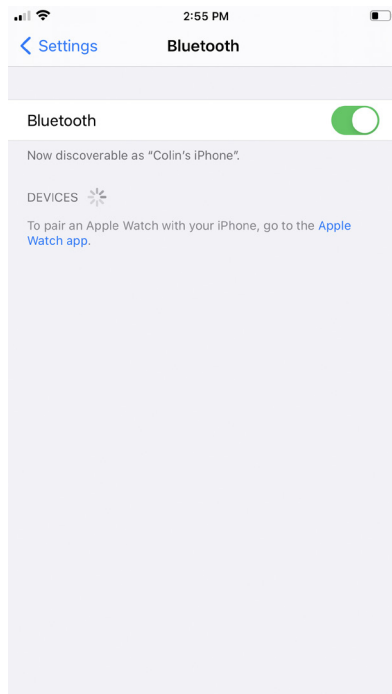 2:55 PM
Settings
Bluetooth
Bluetooth
Now discoverable as “Colin’s iPhone”.
DEVICES
To pair an Apple Watch with your iPhone, go to the Apple
Watch app.